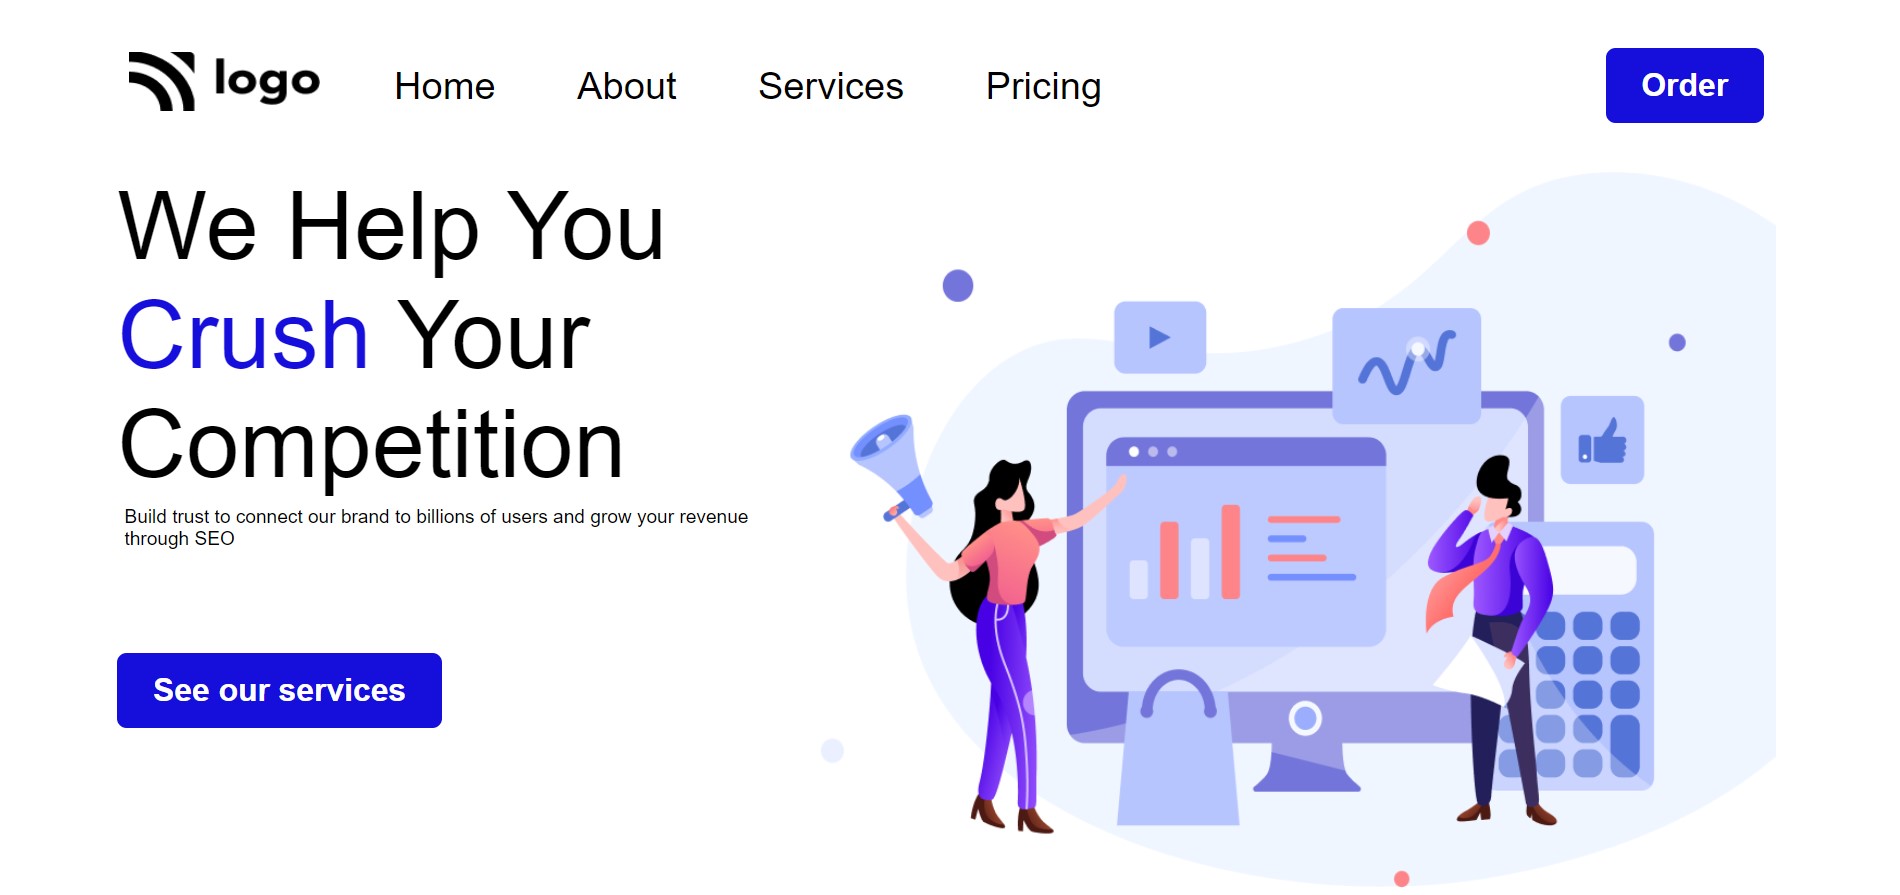 logo Home About Services Pricing Order
We Help You
Crush Your
Competition
Build trust to connect our brand to billions of users and grow your revenue
through SEO
See our services